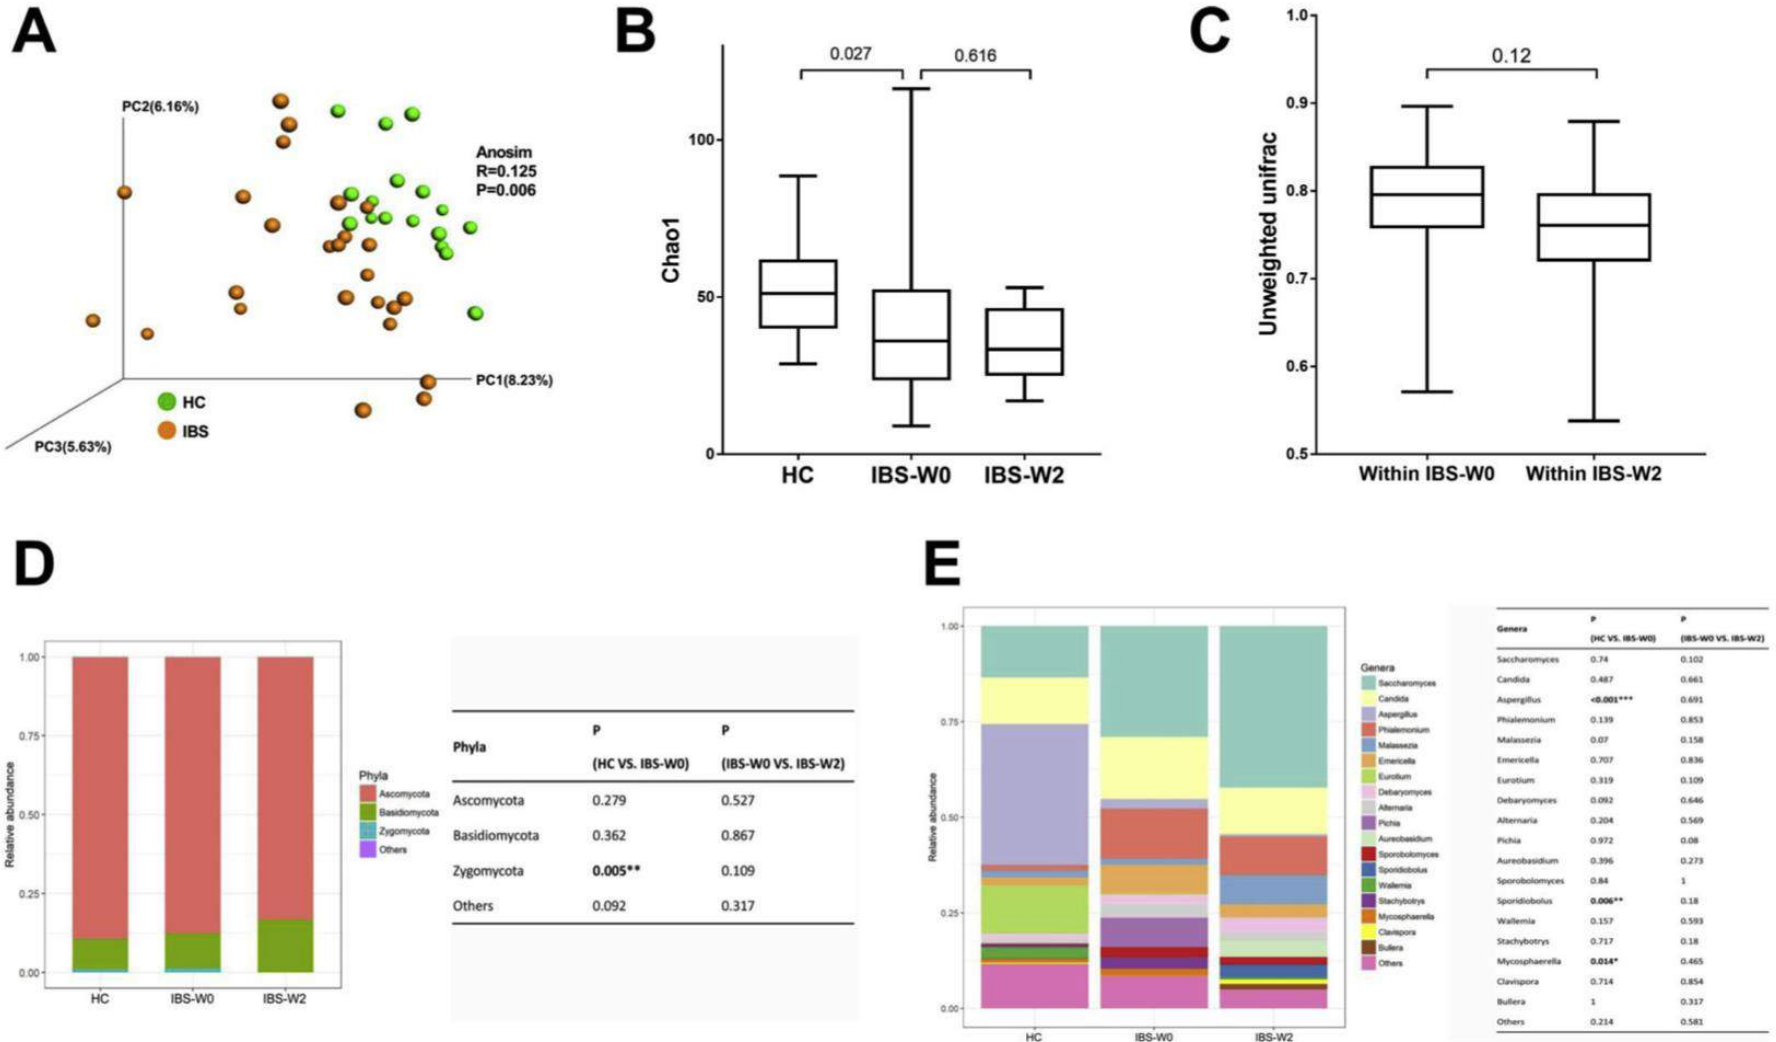 A
PC2(6.16%)
Anosim
R=0.125
P=0.006
PC1(8.23%)
PC3(5.63%)
HC
IBS
B
0.027
0.616
Chao1
100
50
0
HC IBS-W0 IBS-W2
C
0.12
Unweighted unifrac
1.0
0.9
0.8
0.7
0.6
0.5
Within IBS-W0 Within IBS-W2
D
Relative abundance
1.00
0.75
0.50
0.25
0.00
HC IBS-W0 IBS-W2
Phyla
Ascomycota
Basidiomycota
Zygomycota
Others
Phyla P (HC VS. IBS-W0) P (IBS-W0 VS. IBS-W2)
Ascomycota 0.279 0.527
Basidiomycota 0.362 0.867
Zygomycota 0.005** 0.109
Others 0.092 0.317
E
Relative abundance
1.00
0.75
0.50
0.25
0.00
HC IBS-W0 IBS-W2
Genera
Saccharomyces
Candida
Aspergillus
Phialemonium
Malassezia
Emericella
Eurotium
Debaryomyces
Alternaria
Pichia
Aureobasidium
Sporobolomyces
Sporidiobolus
Wallemia
Stachybotrys
Mycosphaerella
Clavispora
Bullera
Others
Genera P (HC VS. IBS-W0) P (IBS-W0 VS. IBS-W2)
Saccharomyces 0.74 0.102
Candida 0.487 0.661
Aspergillus <0.001*** 0.691
Phialemonium 0.139 0.853
Malassezia 0.07 0.158
Emericella 0.707 0.836
Eurotium 0.319 0.109
Debaryomyces 0.092 0.646
Alternaria 0.204 0.569
Pichia 0.972 0.08
Aureobasidium 0.396 0.273
Sporobolomyces 0.84 1
Sporidiobolus 0.006** 0.18
Wallemia 0.157 0.593
Stachybotrys 0.717 0.18
Mycosphaerella 0.014* 0.465
Clavispora 0.714 0.854
Bullera 1 0.317
Others 0.214 0.581